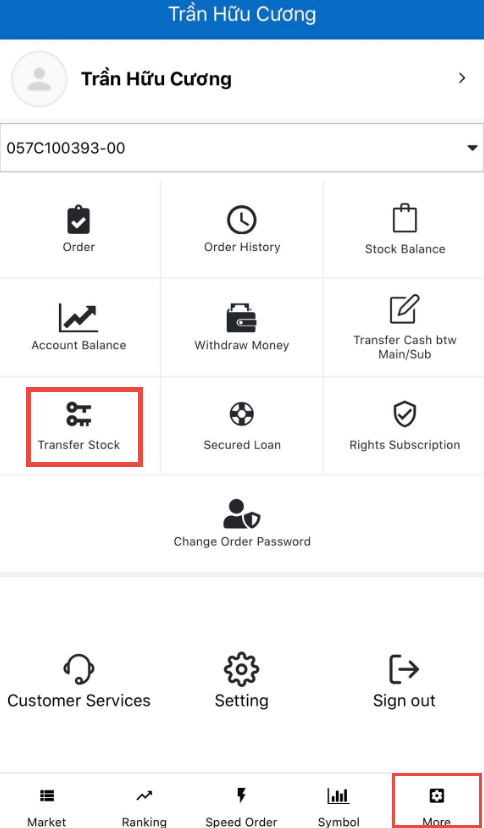 Trần Hữu Cương
Trần Hữu Cương
057C100393-00
Order
Order History
Stock Balance
Account Balance
Withdraw Money
Transfer Cash btw
Main/Sub
Transfer Stock
Secured Loan
Rights Subscription
Change Order Password
Customer Services
Setting
Sign out
Market
Ranking
Speed Order
Symbol
More